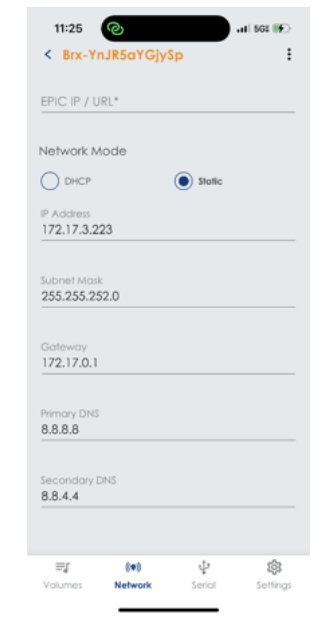 11:25
5G
Brx-YnJR5aYGjySp
EPIC IP / URL*
Network Mode
DHCP
Static
IP Address
172.17.3.223
Subnet Mask
255.255.252.0
Gateway
172.17.0.1
Primary DNS
8.8.8.8
Secondary DNS
8.8.4.4
Volumes Network Serial Settings